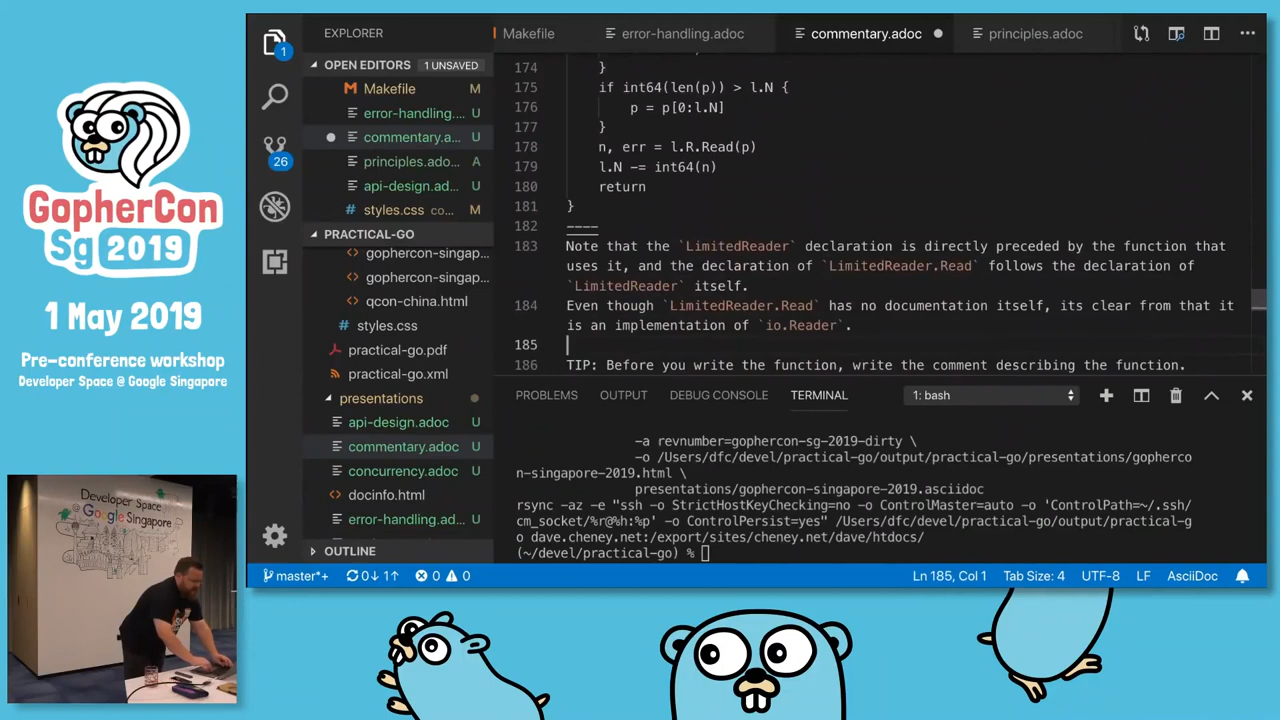 GopherCon
Sg 2019
1 May 2019
Pre-conference workshop
Developer Space @ Google Singapore
Developer Space
@ Google Singapore
EXPLORER
OPEN EDITORS 1 UNSAVED
Makefile M
error-handling.... U
commentary.a... U
principles.ado... A
api-design.ad... U
styles.css co... M
PRACTICAL-GO
gophercon-singap...
gophercon-singap...
qcon-china.html
styles.css
practical-go.pdf
practical-go.xml
presentations
api-design.adoc U
commentary.adoc U
concurrency.adoc U
docinfo.html
error-handling.ad... U
OUTLINE
1
26
Makefile error-handling.adoc commentary.adoc principles.adoc
174 }
175 if int64(len(p)) > l.N {
176 p = p[0:l.N]
177 }
178 n, err = l.R.Read(p)
179 l.N -= int64(n)
180 return
181 }
182 ----
183 Note that the `LimitedReader` declaration is directly preceded by the function that
uses it, and the declaration of `LimitedReader.Read` follows the declaration of
`LimitedReader` itself.
184 Even though `LimitedReader.Read` has no documentation itself, its clear from that it
is an implementation of `io.Reader`.
185
186 TIP: Before you write the function, write the comment describing the function.
PROBLEMS OUTPUT DEBUG CONSOLE TERMINAL 1: bash
-a revnumber=gophercon-sg-2019-dirty \
-o /Users/dfc/devel/practical-go/output/practical-go/presentations/gopherco
n-singapore-2019.html \
presentations/gophercon-singapore-2019.asciidoc
rsync -az -e "ssh -o StrictHostKeyChecking=no -o ControlMaster=auto -o 'ControlPath=~/.ssh/
cm_socket/%r@%h:%p' -o ControlPersist=yes" /Users/dfc/devel/practical-go/output/practical-g
o dave.cheney.net:/export/sites/cheney.net/dave/htdocs/
(~/devel/practical-go) %
master*+ 0↓ 1↑ 0 0 Ln 185, Col 1 Tab Size: 4 UTF-8 LF AsciiDoc